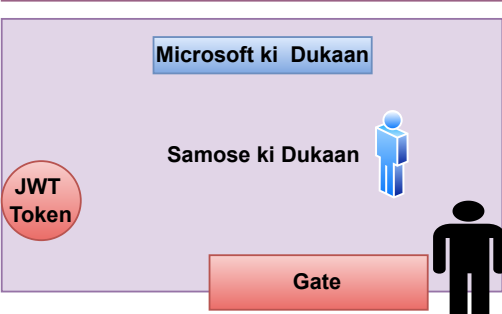 Microsoft ki Dukaan
Samose ki Dukaan
JWT
Token
Gate